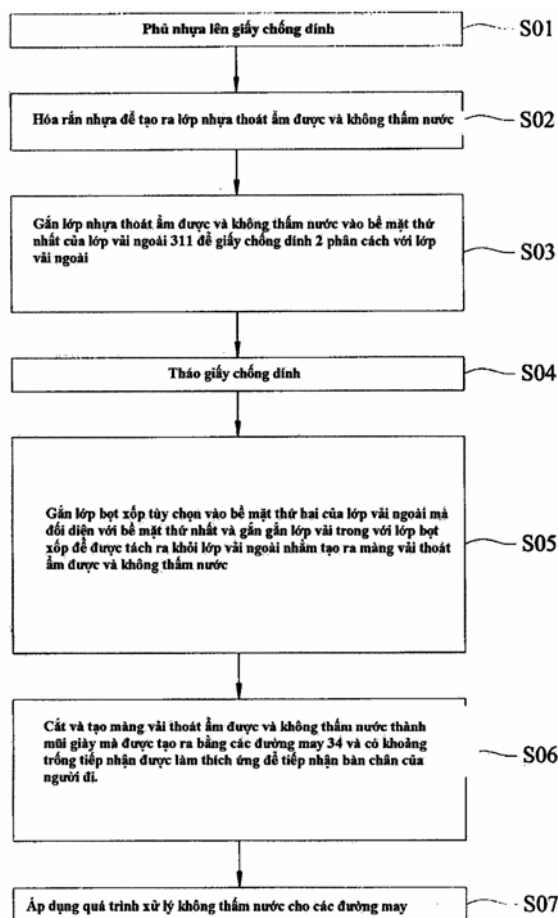 Phủ nhựa lên giấy chống dính
S01
Hóa rắn nhựa để tạo ra lớp nhựa thoát ẩm được và không thấm nước
S02
Gắn lớp nhựa thoát ẩm được và không thấm nước vào bề mặt thứ
nhất của lớp vải ngoài 311 để giấy chống dính 2 phân cách với lớp
vải ngoài
S03
Tháo giấy chống dính
S04
Gắn lớp bọt xốp tùy chọn vào bề mặt thứ hai của lớp vải ngoài mà
đối diện với bề mặt thứ nhất và gắn gắn lớp vải trong với lớp bọt
xốp để được tách ra khỏi lớp vải ngoài nhằm tạo ra màng vải thoát
ẩm được và không thấm nước
S05
Cắt và tạo màng vải thoát ẩm được và không thấm nước thành
mũi giày mà được tạo ra bằng các đường may 34 và có khoảng
trống tiếp nhận được làm thích ứng để tiếp nhận bàn chân của
người đi.
S06
Áp dụng quá trình xử lý không thấm nước cho các đường may
S07